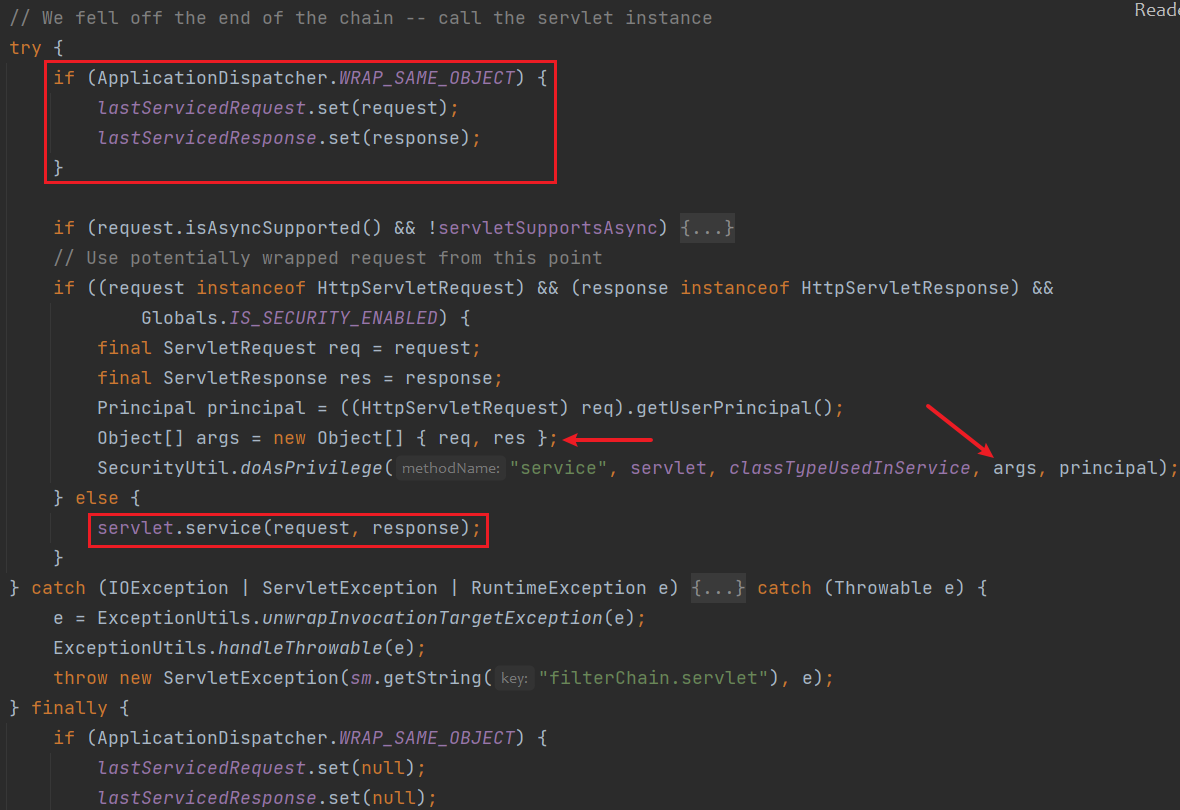 // We fell off the end of the chain -- call the servlet instance
Reade
try {
if (ApplicationDispatcher.WRAP_SAME_OBJECT) {
lastServicedRequest.set(request);
lastServicedResponse.set(response);
}
if (request.isAsyncSupported() && !servletSupportsAsync) {...}
// Use potentially wrapped request from this point
if ((request instanceof HttpServletRequest) && (response instanceof HttpServletResponse) &&
Globals.IS_SECURITY_ENABLED) {
final ServletRequest req = request;
final ServletResponse res = response;
Principal principal = ((HttpServletRequest) req).getUserPrincipal();
Object[] args = new Object[] { req, res };
SecurityUtil.doAsPrivilege( methodName: "service", servlet, classTypeUsedInService, args, principal);
} else {
servlet.service(request, response);
}
} catch (IOException | ServletException | RuntimeException e) {...} catch (Throwable e) {
e = ExceptionUtils.unwrapInvocationTargetException(e);
ExceptionUtils.handleThrowable(e);
throw new ServletException(sm.getString( key: "filterChain.servlet"), e);
} finally {
if (ApplicationDispatcher.WRAP_SAME_OBJECT) {
lastServicedRequest.set(null);
lastServicedResponse.set(null);